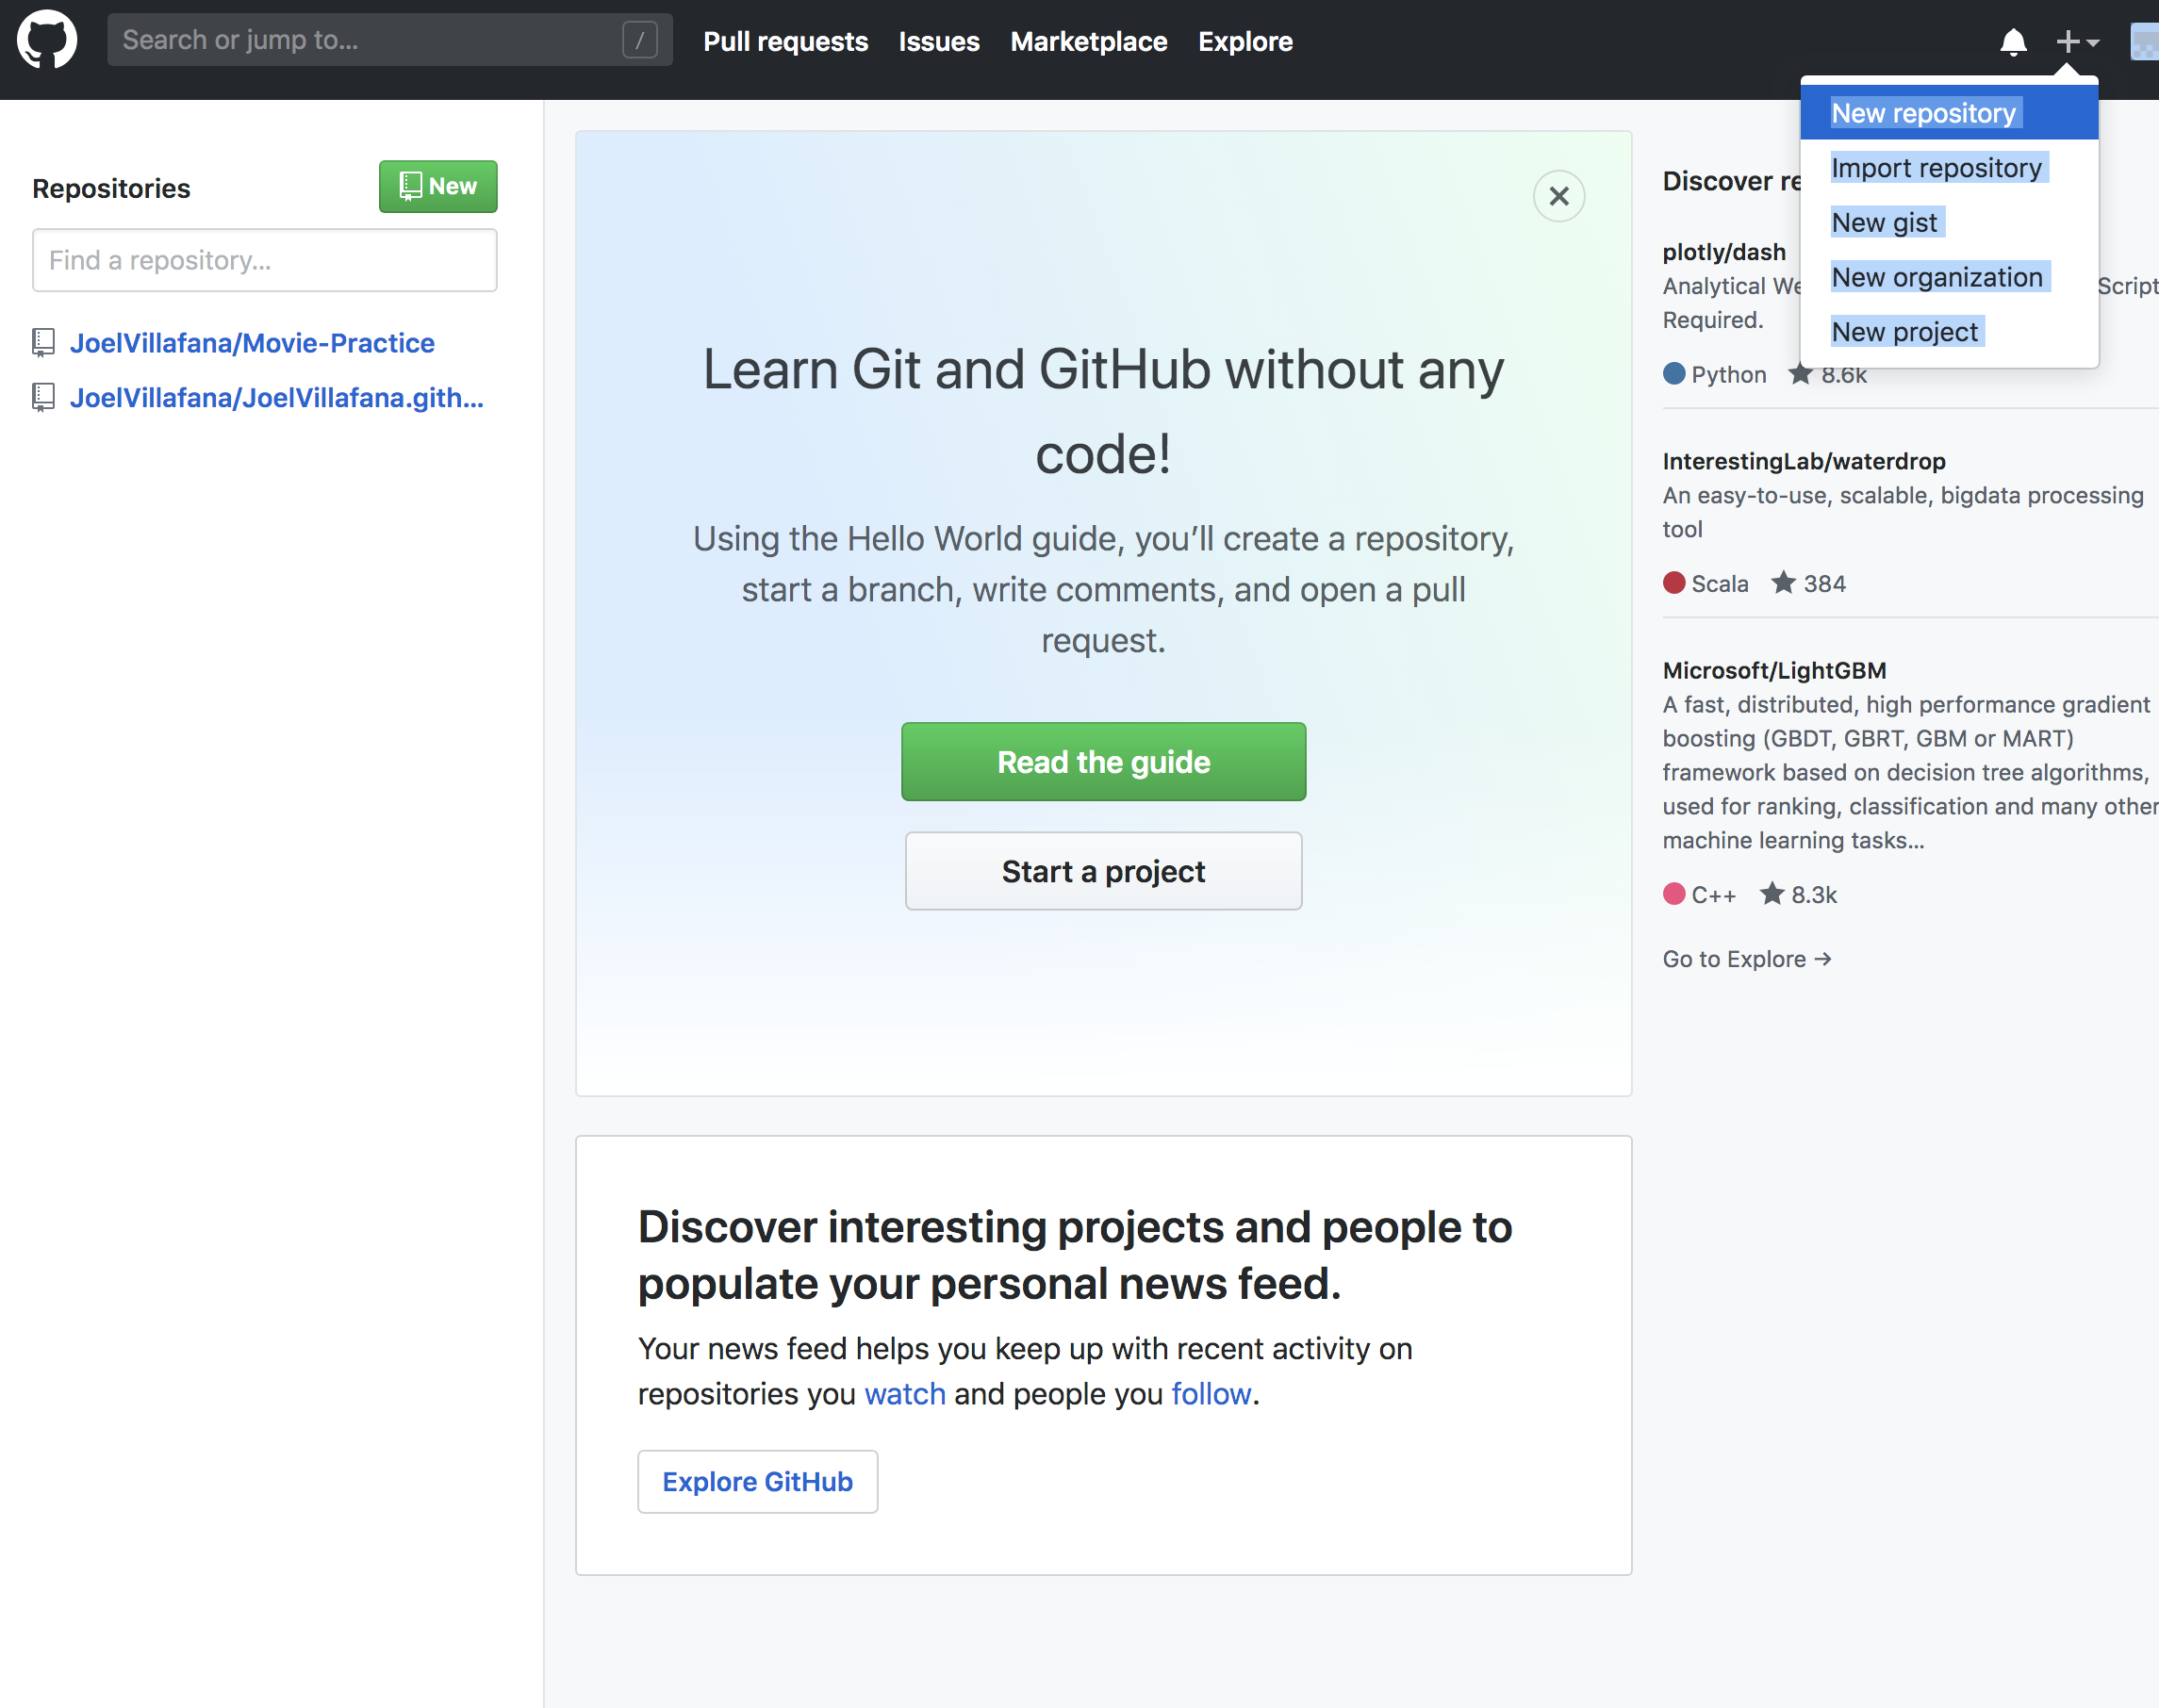 Search or jump to...
/
Pull requests
Issues
Marketplace
Explore
New repository
Import repository
New gist
New organization
New project
Repositories
New
Find a repository...
JoelVillafana/Movie-Practice
JoelVillafana/JoelVillafana.gith...
Learn Git and GitHub without any
code!
Using the Hello World guide, you’ll create a repository,
start a branch, write comments, and open a pull
request.
Read the guide
Start a project
Discover interesting projects and people to
populate your personal news feed.
Your news feed helps you keep up with recent activity on
repositories you watch and people you follow.
Explore GitHub
Discover
plotly/dash
Analytical Script
Required.
Python 8.6k
InterestingLab/waterdrop
An easy-to-use, scalable, bigdata processing
tool
Scala 384
Microsoft/LightGBM
A fast, distributed, high performance gradient
boosting (GBDT, GBRT, GBM or MART)
framework based on decision tree algorithms,
used for ranking, classification and many other
machine learning tasks...
C++ 8.3k
Go to Explore →